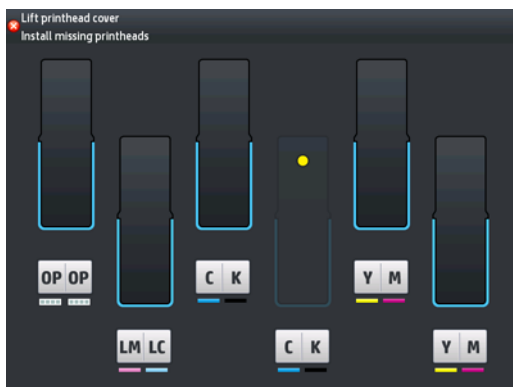 Lift printhead cover
Install missing printheads
OP OP
C K
Y M
LM LC
C K
Y M